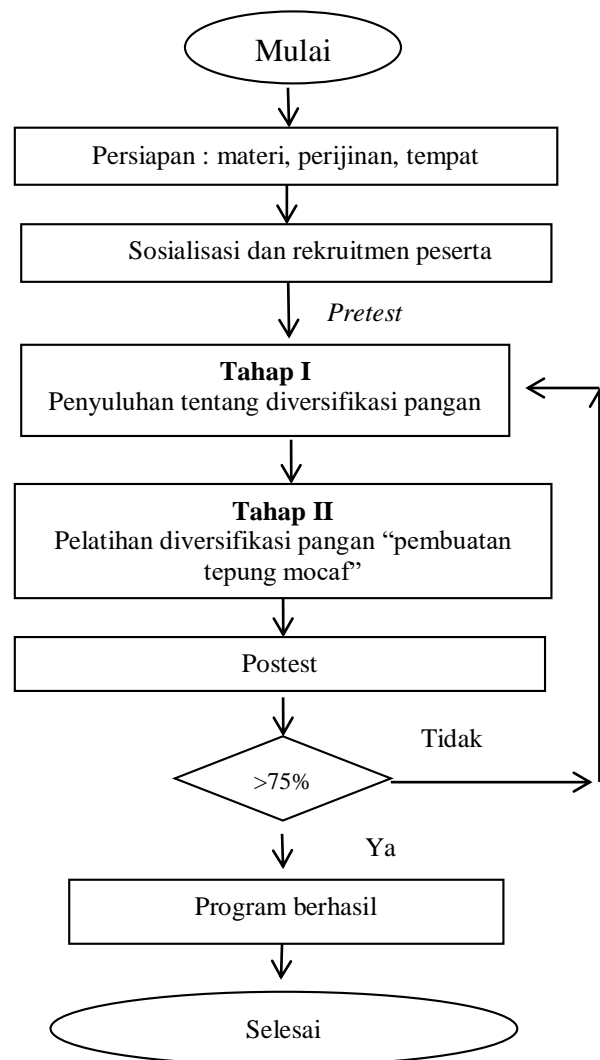 Mulai
Persiapan : materi, perijinan, tempat
Sosialisasi dan rekruitmen peserta
Pretest
Tahap I
Penyuluhan tentang diversifikasi pangan
Tahap II
Pelatihan diversifikasi pangan “pembuatan
tepung mocaf”
Postest
Tidak
>75%
Ya
Program berhasil
Selesai